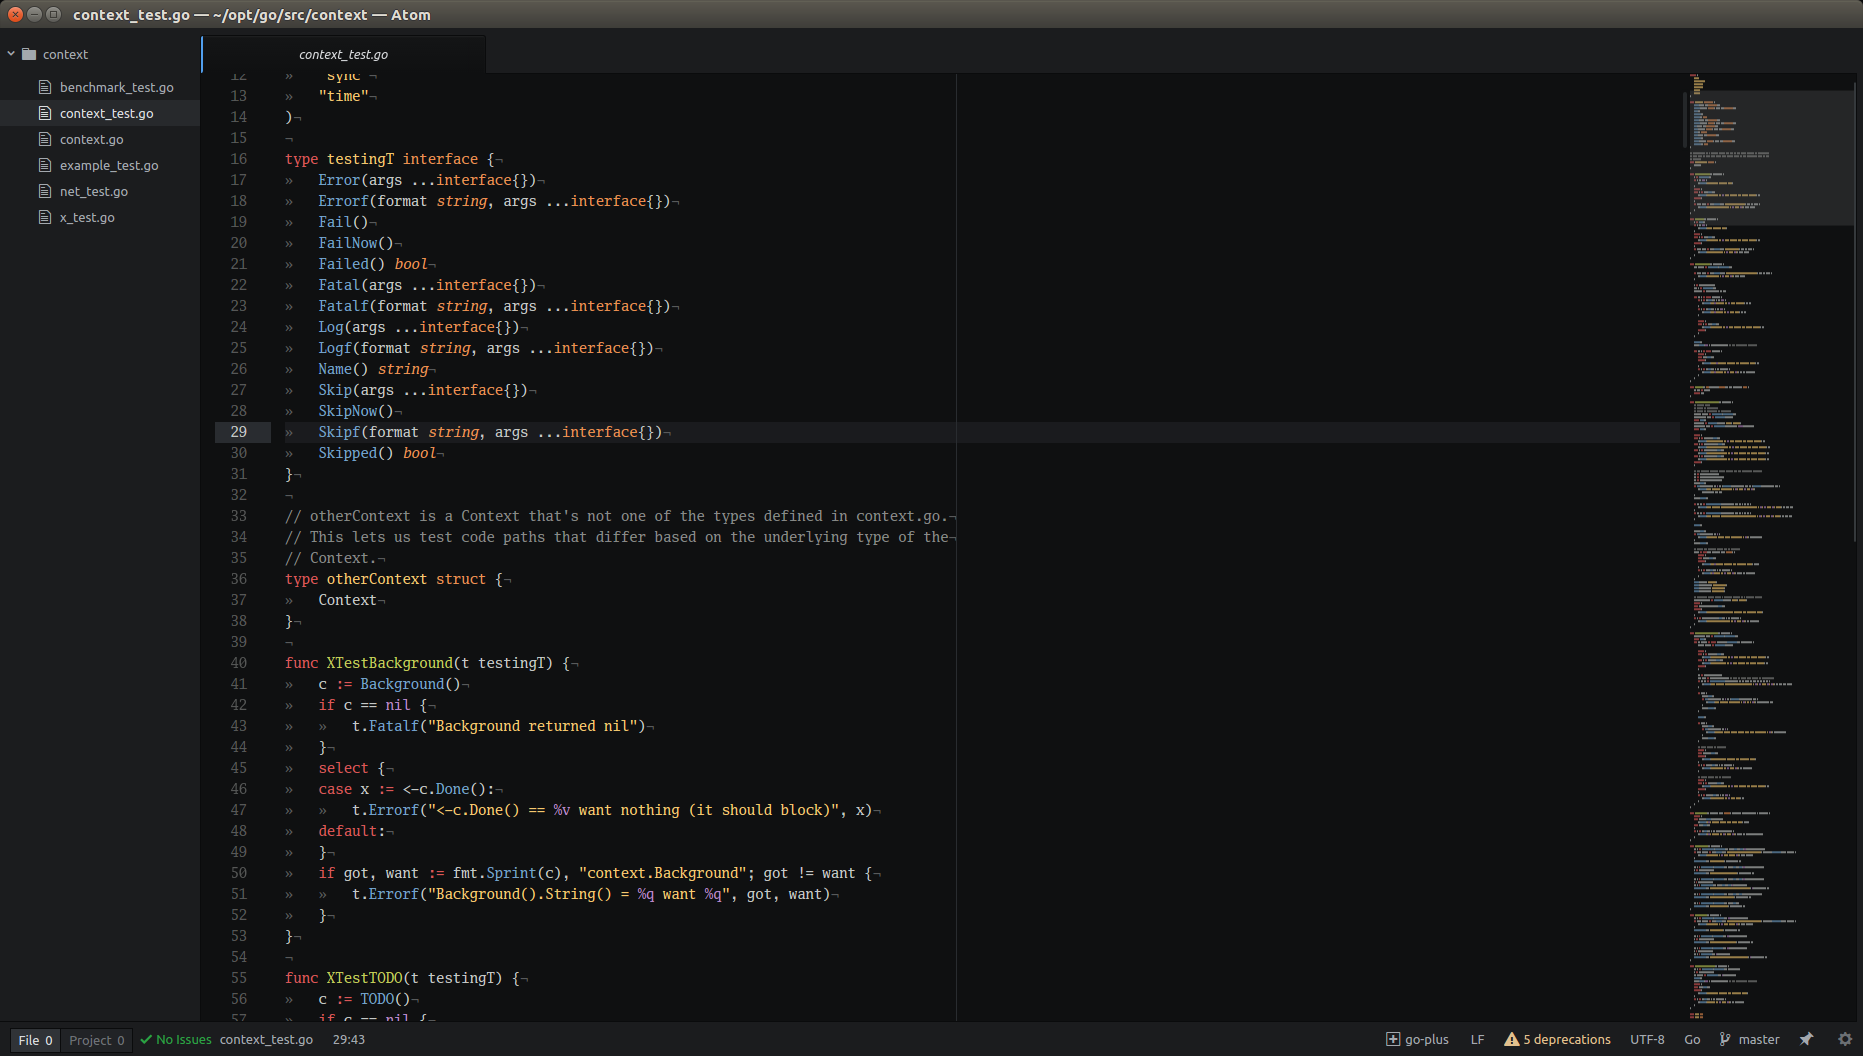 context_test.go — ~/opt/go/src/context — Atom
context
benchmark_test.go
context_test.go
context.go
example_test.go
net_test.go
x_test.go
context_test.go
12 » "sync"¬
13 » "time"¬
14 )¬
15 ¬
16 type testingT interface {¬
17 » Error(args ...interface{})¬
18 » Errorf(format string, args ...interface{})¬
19 » Fail()¬
20 » FailNow()¬
21 » Failed() bool¬
22 » Fatal(args ...interface{})¬
23 » Fatalf(format string, args ...interface{})¬
24 » Log(args ...interface{})¬
25 » Logf(format string, args ...interface{})¬
26 » Name() string¬
27 » Skip(args ...interface{})¬
28 » SkipNow()¬
29 » Skipf(format string, args ...interface{})¬
30 » Skipped() bool¬
31 }¬
32 ¬
33 // otherContext is a Context that's not one of the types defined in context.go.¬
34 // This lets us test code paths that differ based on the underlying type of the¬
35 // Context.¬
36 type otherContext struct {¬
37 » Context¬
38 }¬
39 ¬
40 func XTestBackground(t testingT) {¬
41 » c := Background()¬
42 » if c == nil {¬
43 » » t.Fatalf("Background returned nil")¬
44 » }¬
45 » select {¬
46 » case x := <-c.Done():¬
47 » » t.Errorf("<-c.Done() == %v want nothing (it should block)", x)¬
48 » default:¬
49 » }¬
50 » if got, want := fmt.Sprint(c), "context.Background"; got != want {¬
51 » » t.Errorf("Background().String() = %q want %q", got, want)¬
52 » }¬
53 }¬
54 ¬
55 func XTestTODO(t testingT) {¬
56 » c := TODO()¬
57 » if c == nil {¬
File 0 Project 0 No Issues context_test.go 29:43 go-plus LF 5 deprecations UTF-8 Go master